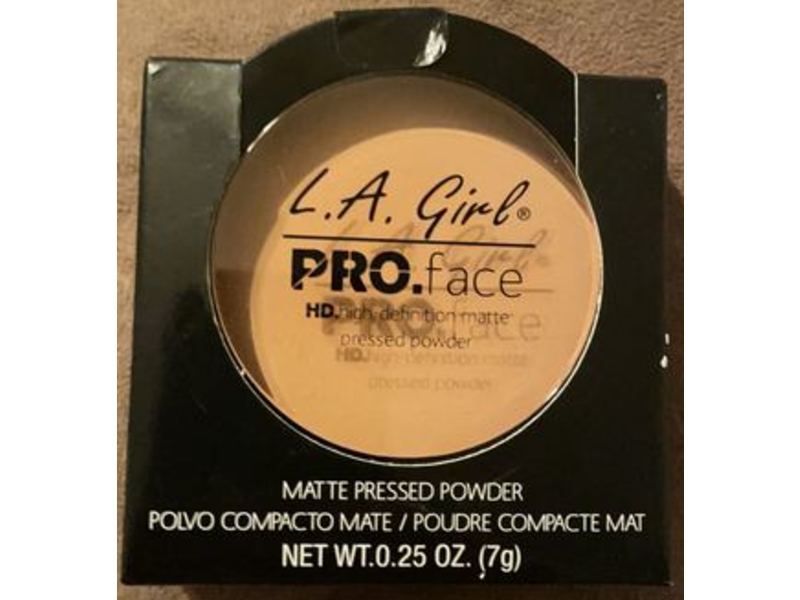 L.A. Girl®
PRO.face
HD.high-definition matte
pressed powder
MATTE PRESSED POWDER
POLVO COMPACTO MATE / POUDRE COMPACTE MAT
NET WT.0.25 OZ. (7g)